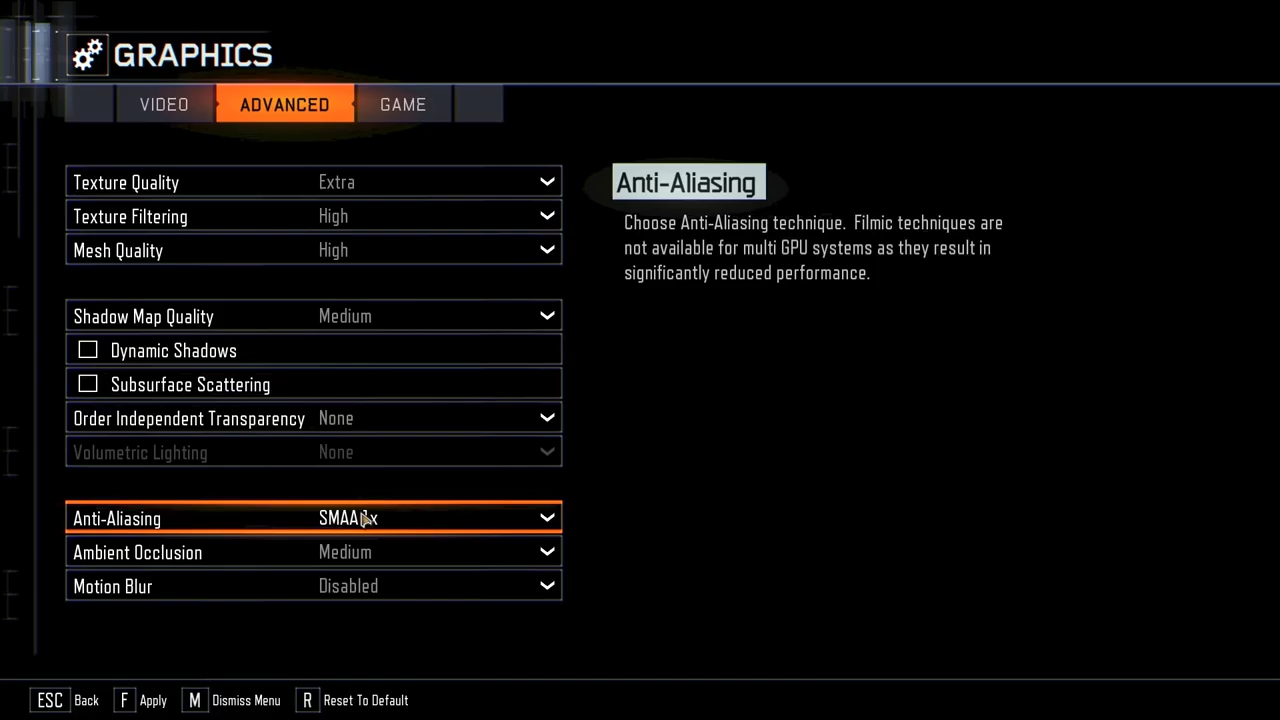 GRAPHICS
VIDEO ADVANCED GAME
Texture Quality Extra
Texture Filtering High
Mesh Quality High
Shadow Map Quality Medium
Dynamic Shadows
Subsurface Scattering
Order Independent Transparency None
Volumetric Lighting None
Anti-Aliasing SMAA 1x
Ambient Occlusion Medium
Motion Blur Disabled
Anti-Aliasing
Choose Anti-Aliasing technique. Filmic techniques are
not available for multi GPU systems as they result in
significantly reduced performance.
ESC Back F Apply M Dismiss Menu R Reset To Default